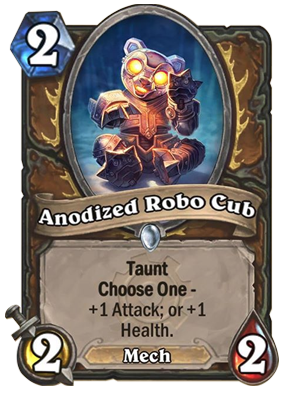 2
Anodized Robo Cub
Taunt
Choose One -
+1 Attack; or +1
Health.
2 Mech 2